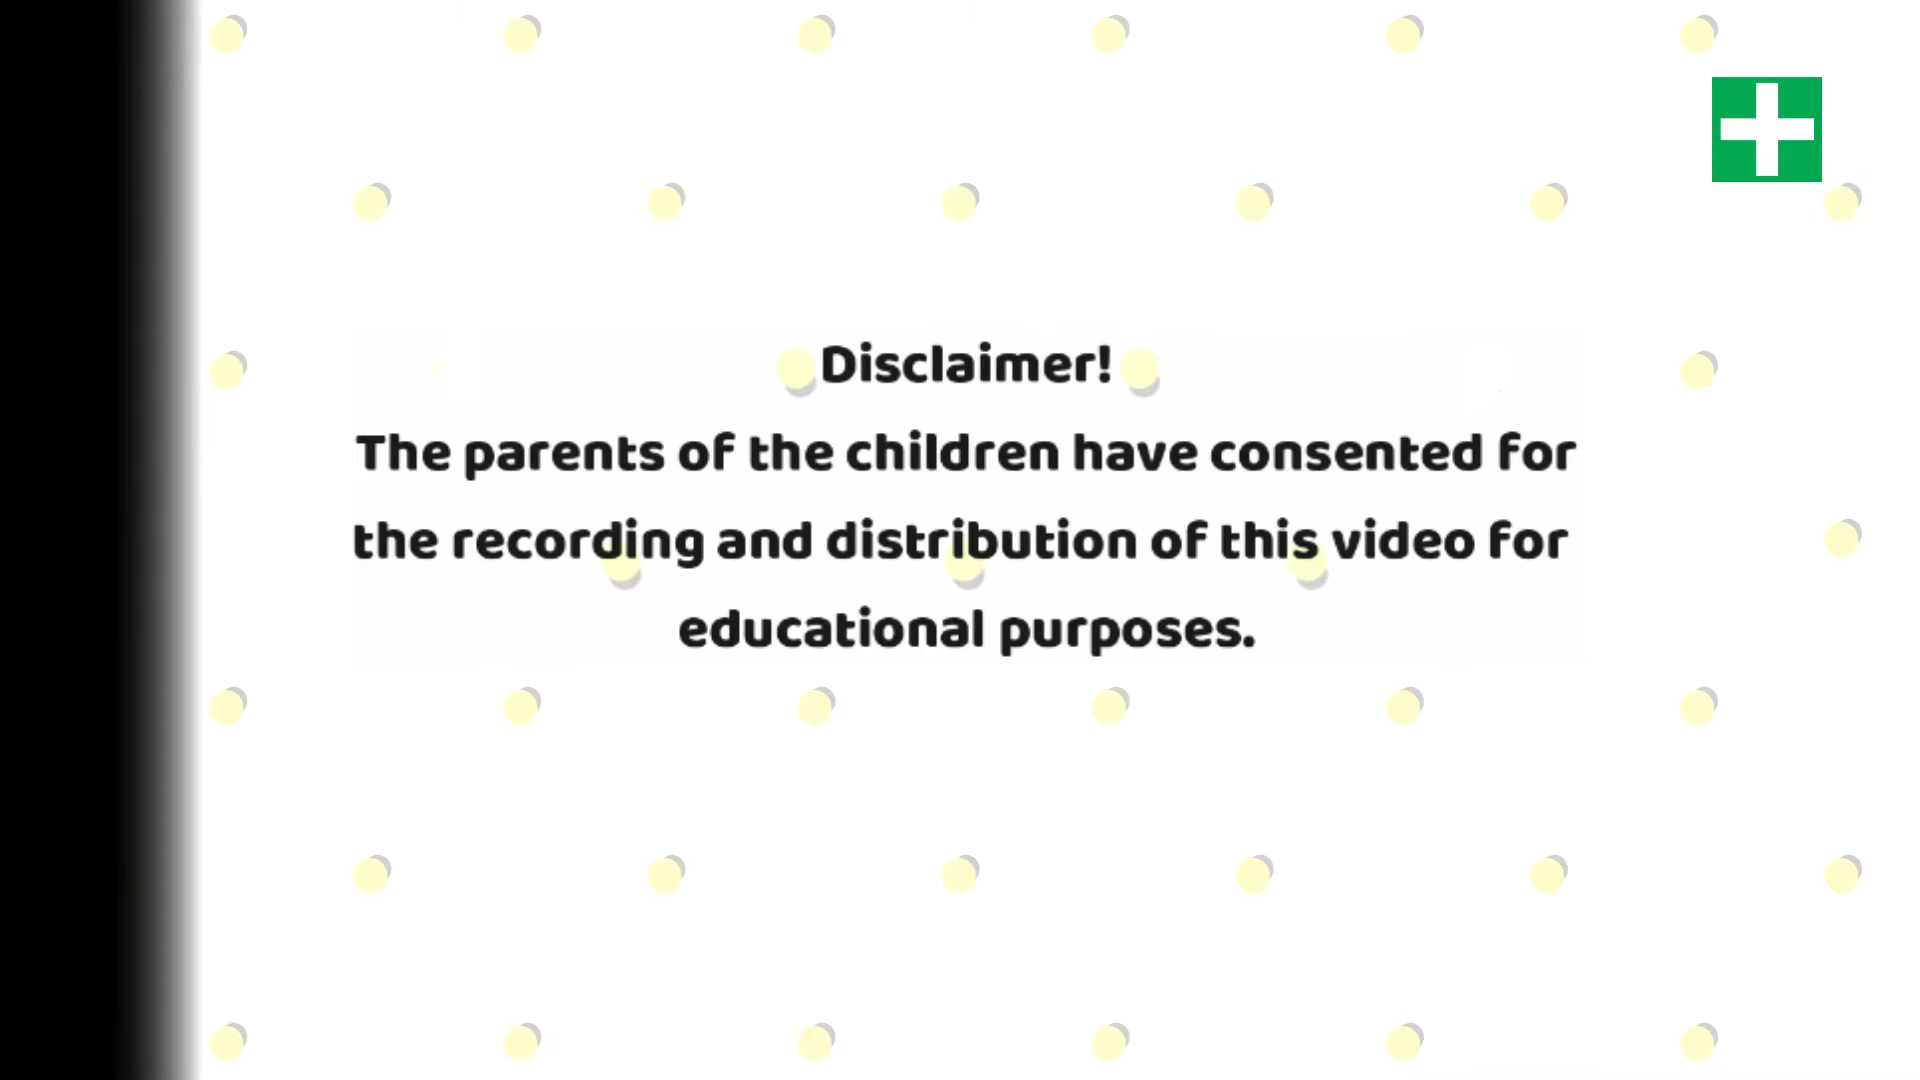 Disclaimer!
The parents of the children have consented for
the recording and distribution of this video for
educational purposes.